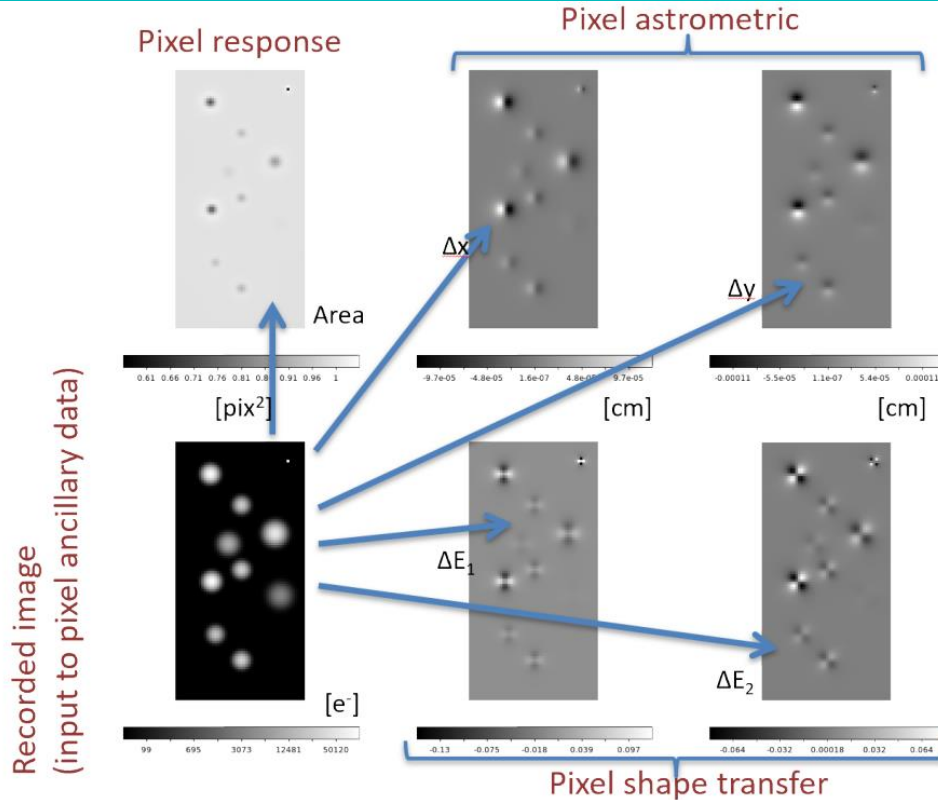 Pixel response
Pixel astrometric
Δx
Δy
Area
0.61 0.66 0.71 0.76 0.81 0.86 0.91 0.96 1
-9.7e-05 -4.8e-05 1.6e-07 4.8e-05 9.7e-05
-0.00011 -5.5e-05 1.1e-07 5.4e-05 0.00011
[pix²]
[cm]
[cm]
Recorded image
(input to pixel ancillary data)
ΔE₁
ΔE₂
[e⁻]
99 695 3073 12481 50120
-0.13 -0.075 -0.018 0.039 0.097
-0.064 -0.032 0.00018 0.032 0.064
Pixel shape transfer